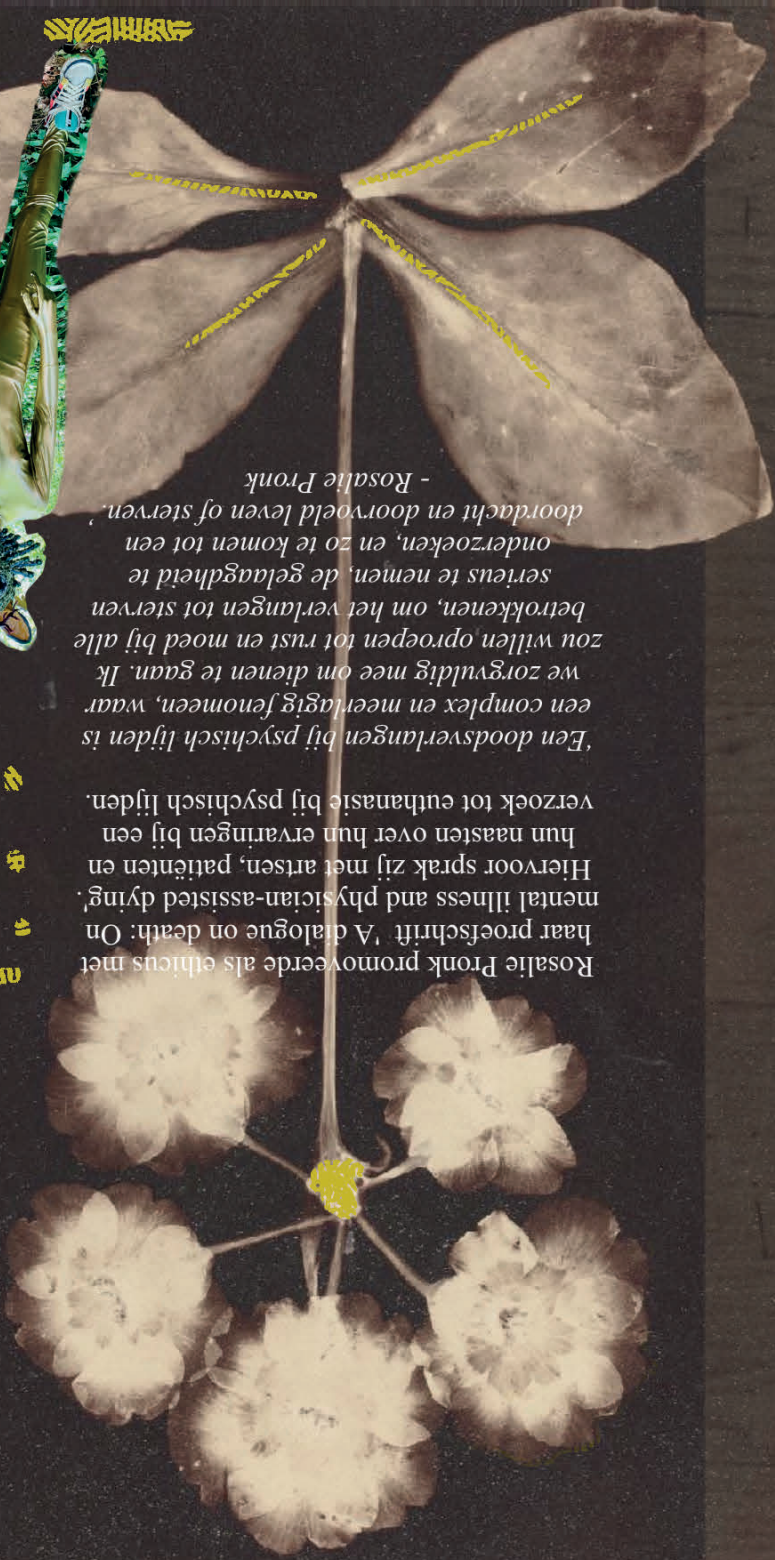 Rosalie Pronk promoveerde als ethicus met
haar proefschrift 'A dialogue on death: On
mental illness and physician-assisted dying'.
Hiervoor sprak zij met artsen, patiënten en
hun naasten over hun ervaringen bij een
verzoek tot euthanasie bij psychisch lijden.
'Een doodsverlangen bij psychisch lijden is
een complex en meerlagig fenomeen, waar
we zorgvuldig mee om dienen te gaan. Ik
zou willen oproepen tot rust en moed bij alle
betrokkenen, om het verlangen tot sterven
serieus te nemen, de gelaagdheid te
onderzoeken, en zo te komen tot een
doordacht en doorvoeld leven of sterven.'
- Rosalie Pronk